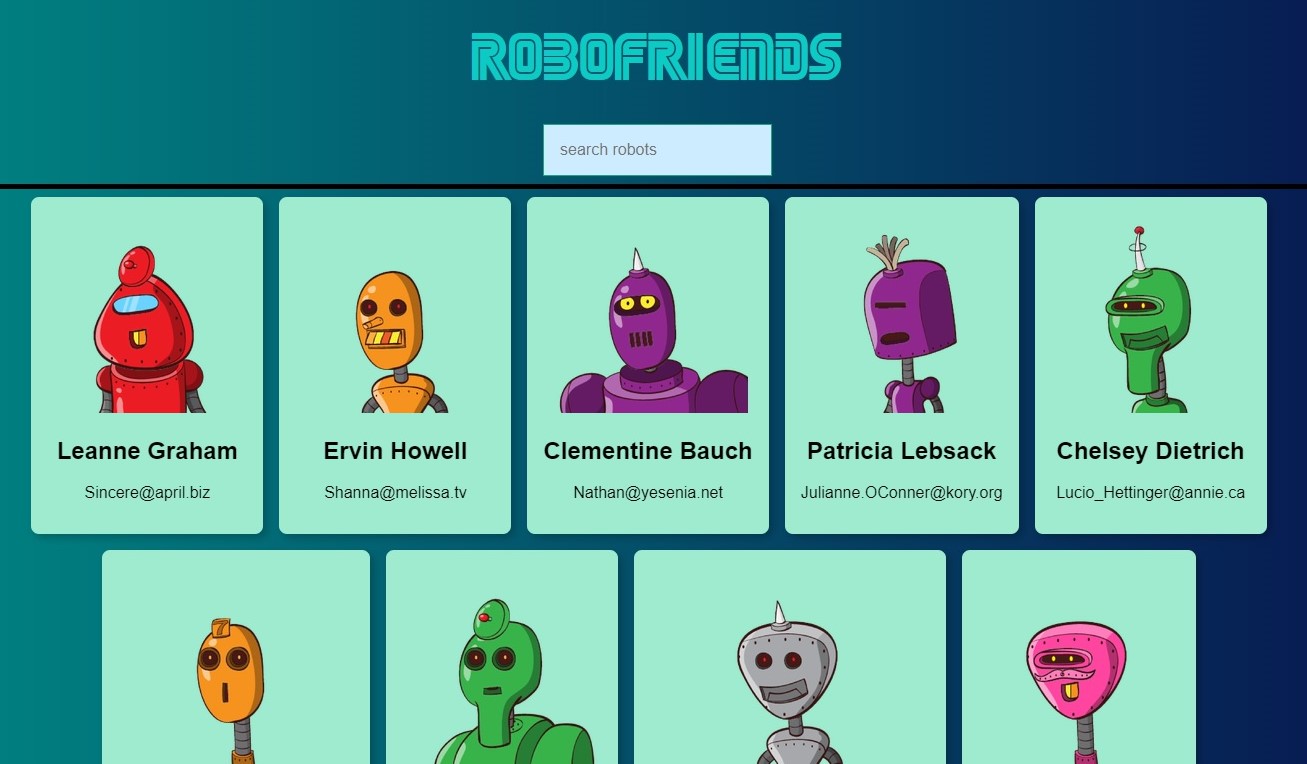 ROBOFRIENDS
search robots
Leanne Graham
Sincere@april.biz
Ervin Howell
Shanna@melissa.tv
Clementine Bauch
Nathan@yesenia.net
Patricia Lebsack
Julianne.OConner@kory.org
Chelsey Dietrich
Lucio_Hettinger@annie.ca
7